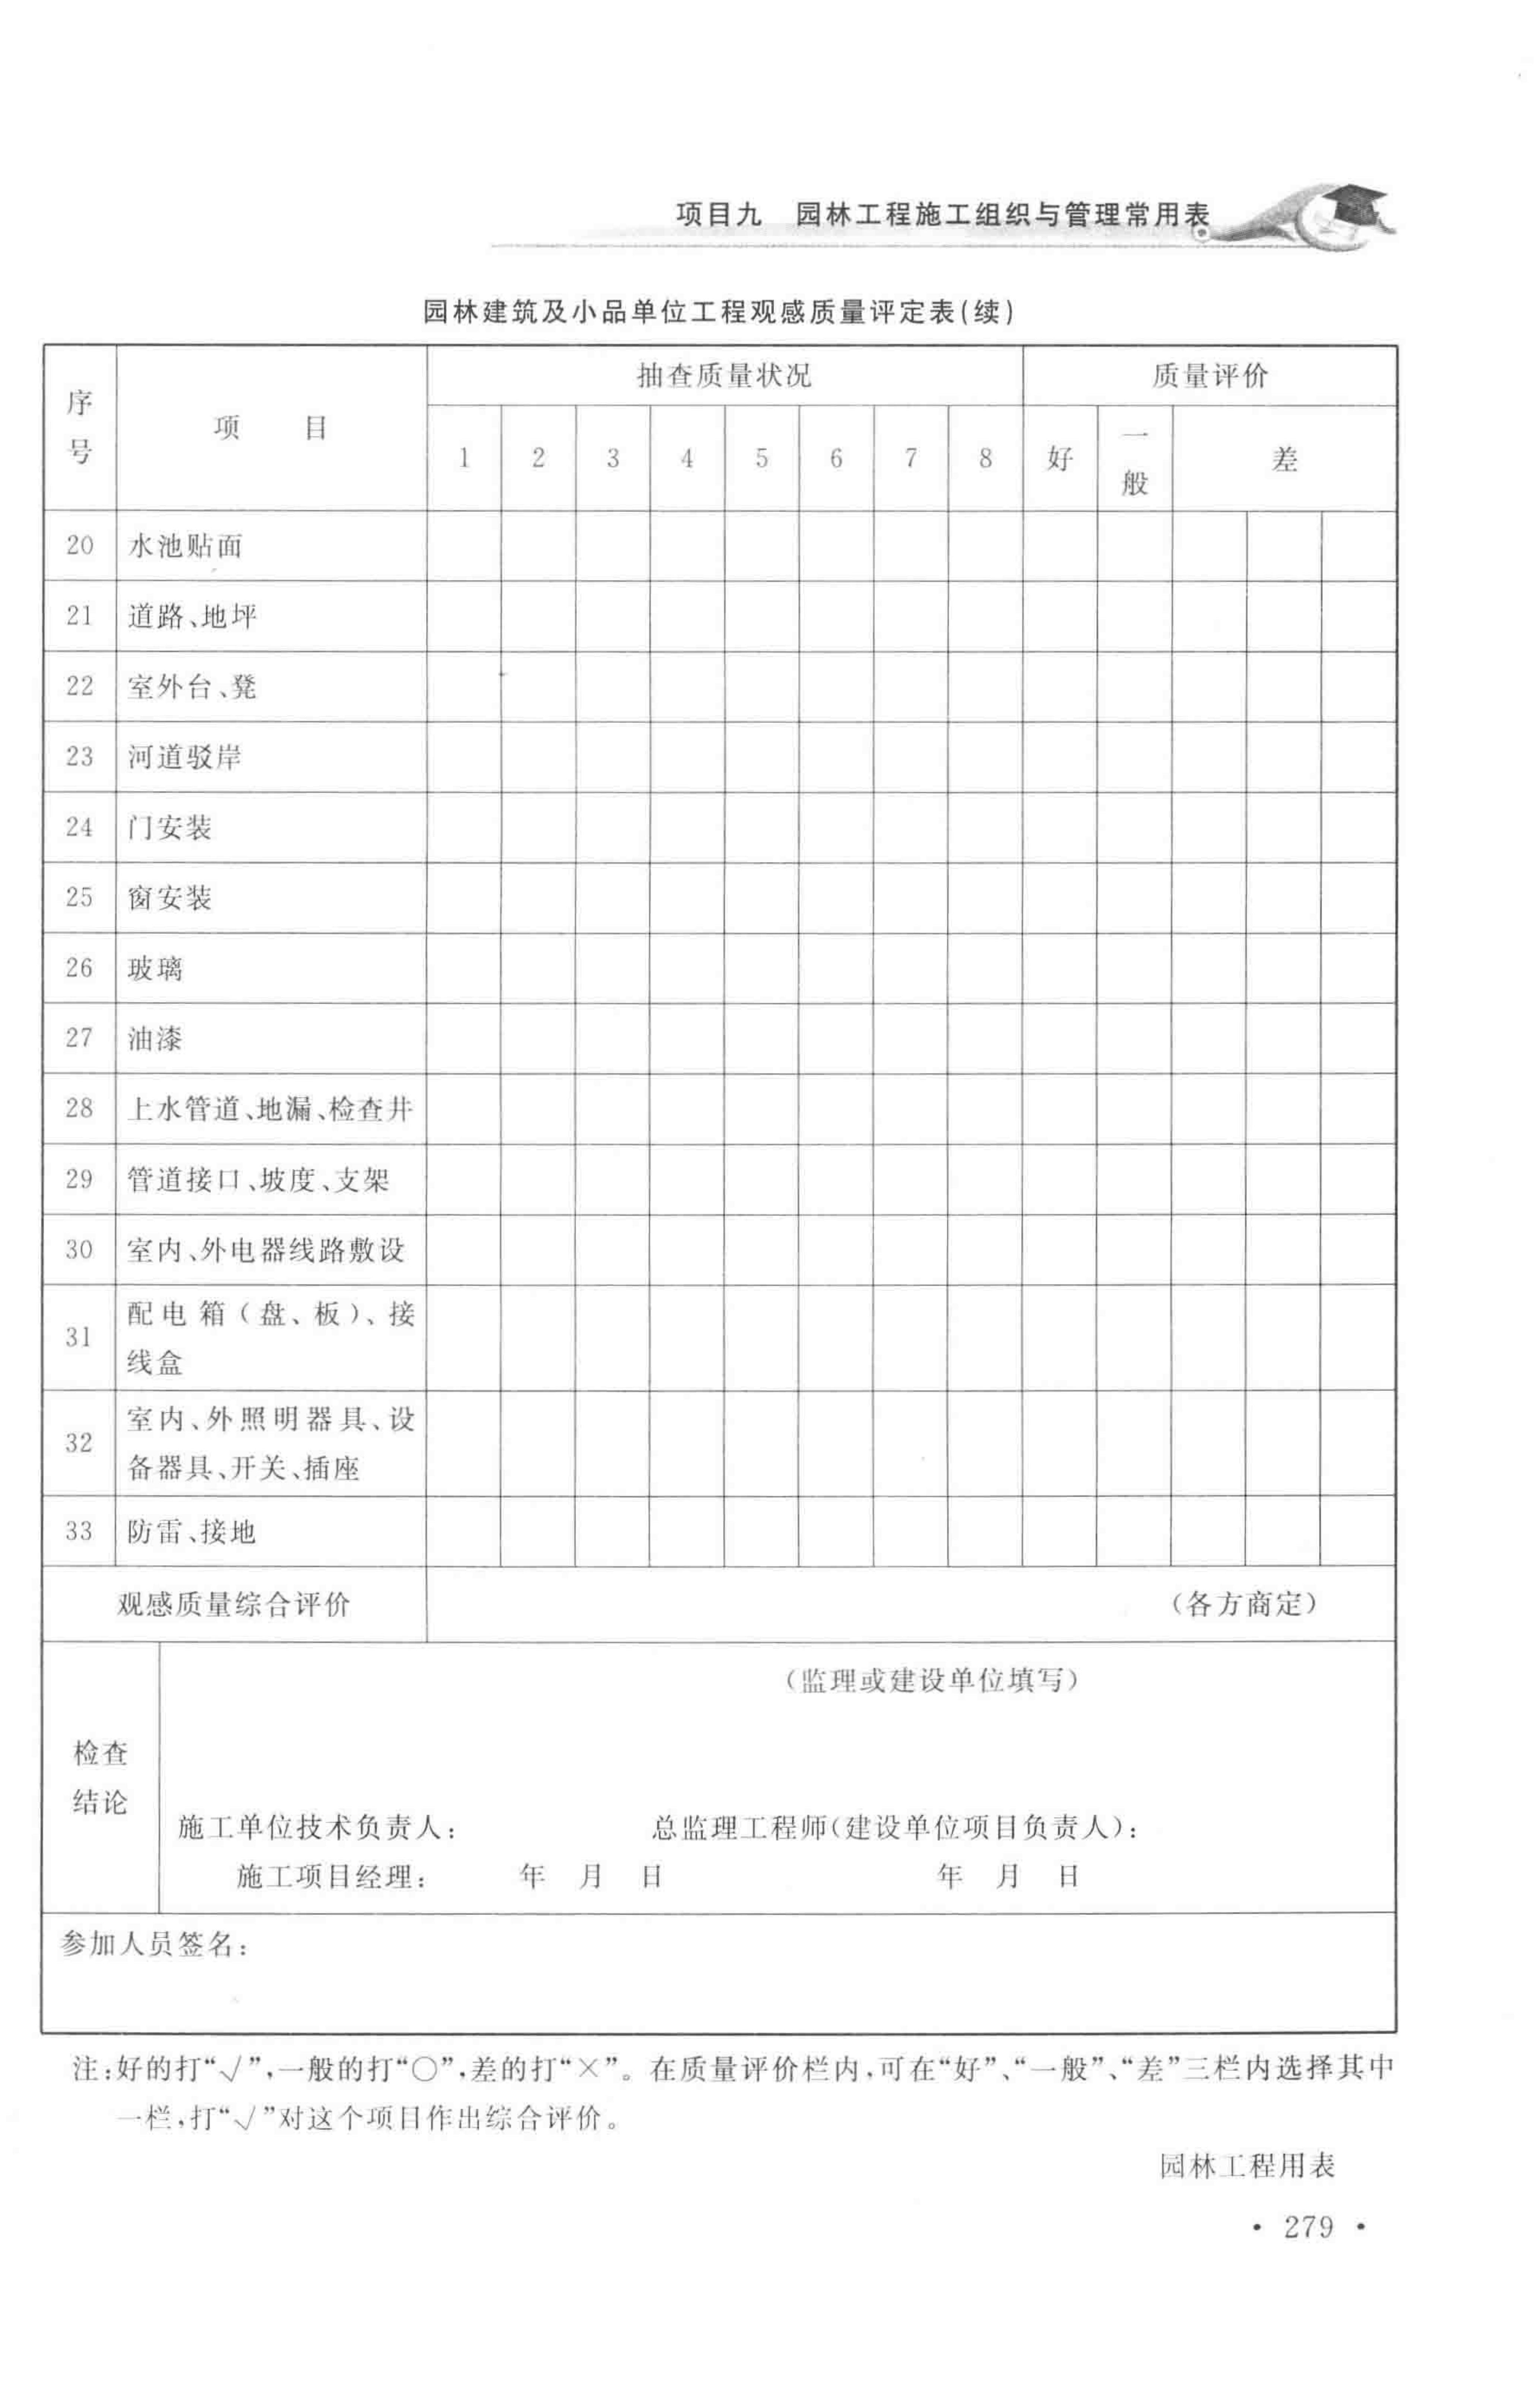 项目九 园林工程施工组织与管理常用表
园林建筑及小品单位工程观感质量评定表(续)
序号 项 目 抽查质量状况 质量评价
1 2 3 4 5 6 7 8 好 一般 差
20 水池贴面
21 道路、地坪
22 室外台、凳
23 河道驳岸
24 门安装
25 窗安装
26 玻璃
27 油漆
28 上水管道、地漏、检查井
29 管道接口、坡度、支架
30 室内、外电器线路敷设
31 配电箱(盘、板)、接
线盒
32 室内、外照明器具、设
备器具、开关、插座
33 防雷、接地
观感质量综合评价 (各方商定)
(监理或建设单位填写)
检查
结论
施工单位技术负责人: 总监理工程师(建设单位项目负责人):
施工项目经理: 年 月 日 年 月 日
参加人员签名:
注:好的打“√”,一般的打“○”,差的打“×”。在质量评价栏内,可在“好”、“一般”、“差”三栏内选择其中
一栏,打“√”对这个项目作出综合评价。
园林工程用表
· 279 ·